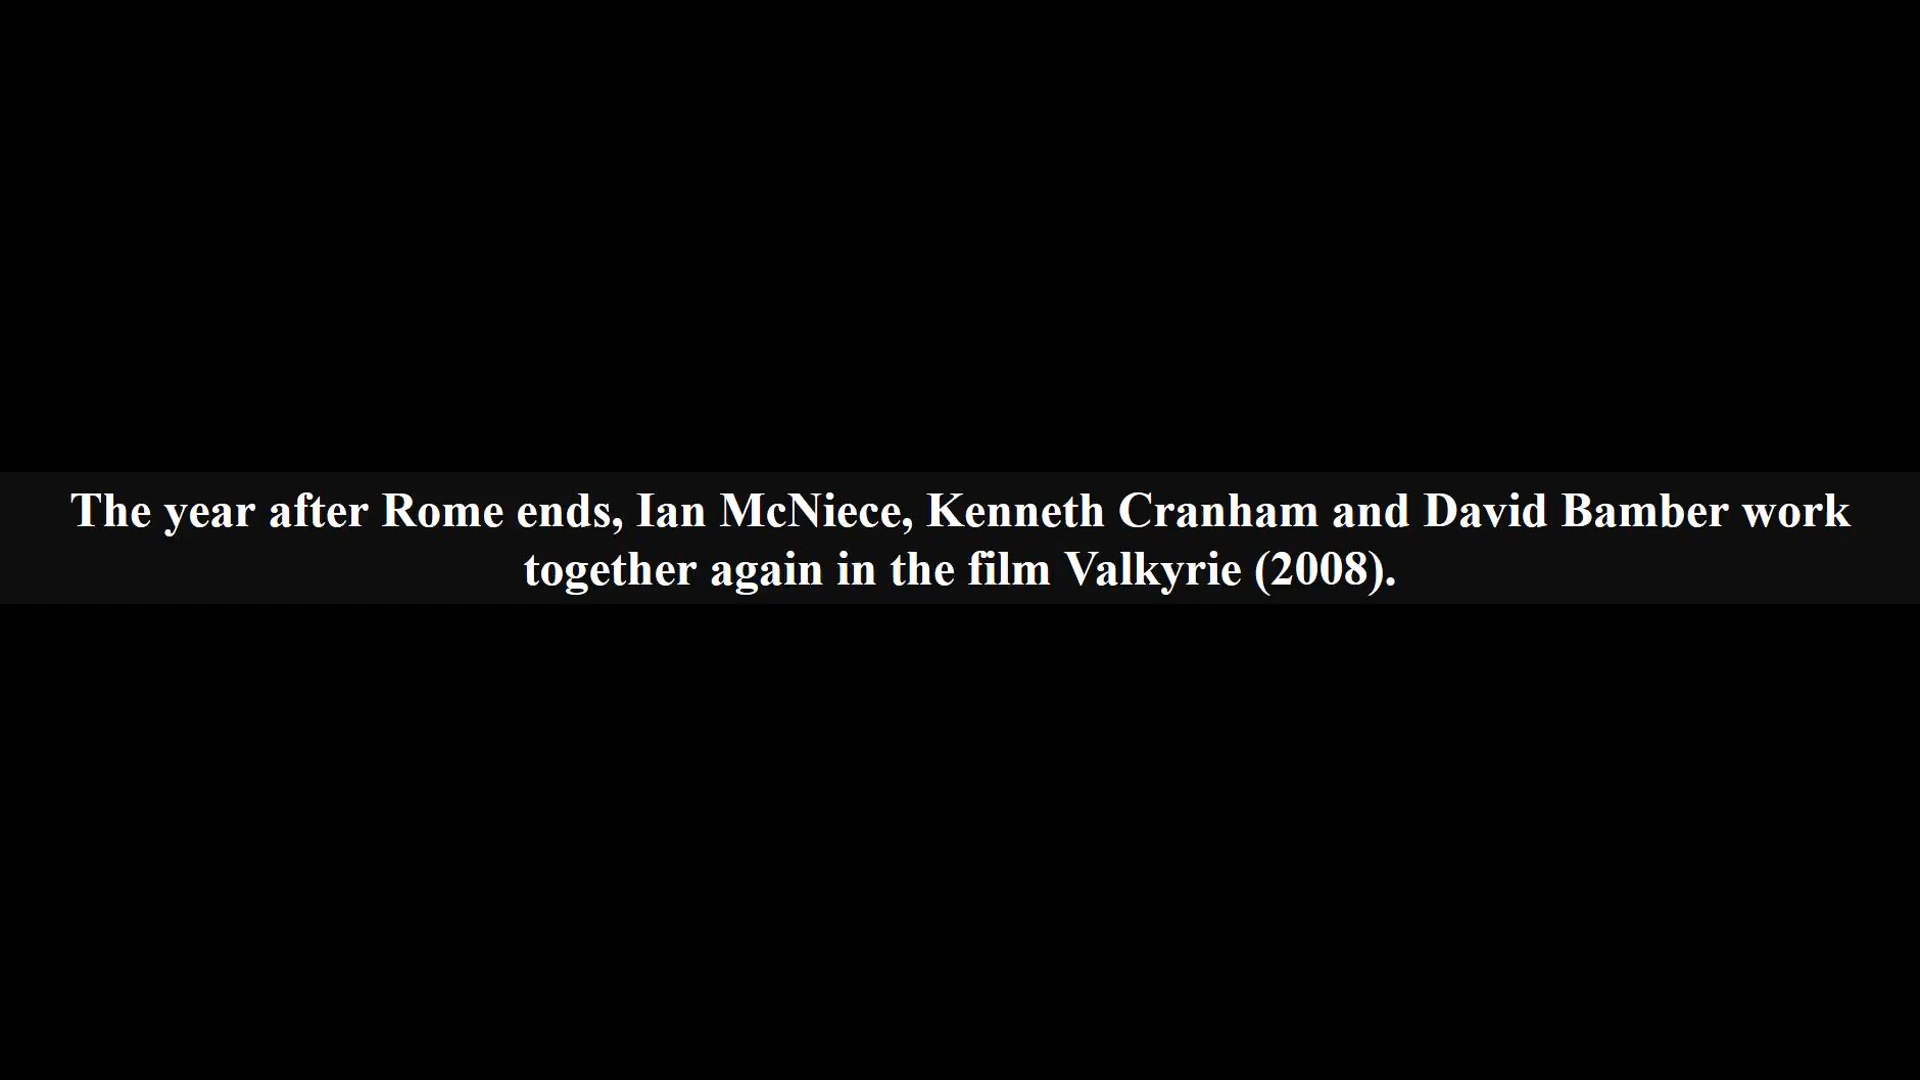 The year after Rome ends, Ian McNiece, Kenneth Cranham and David Bamber work
together again in the film Valkyrie (2008).